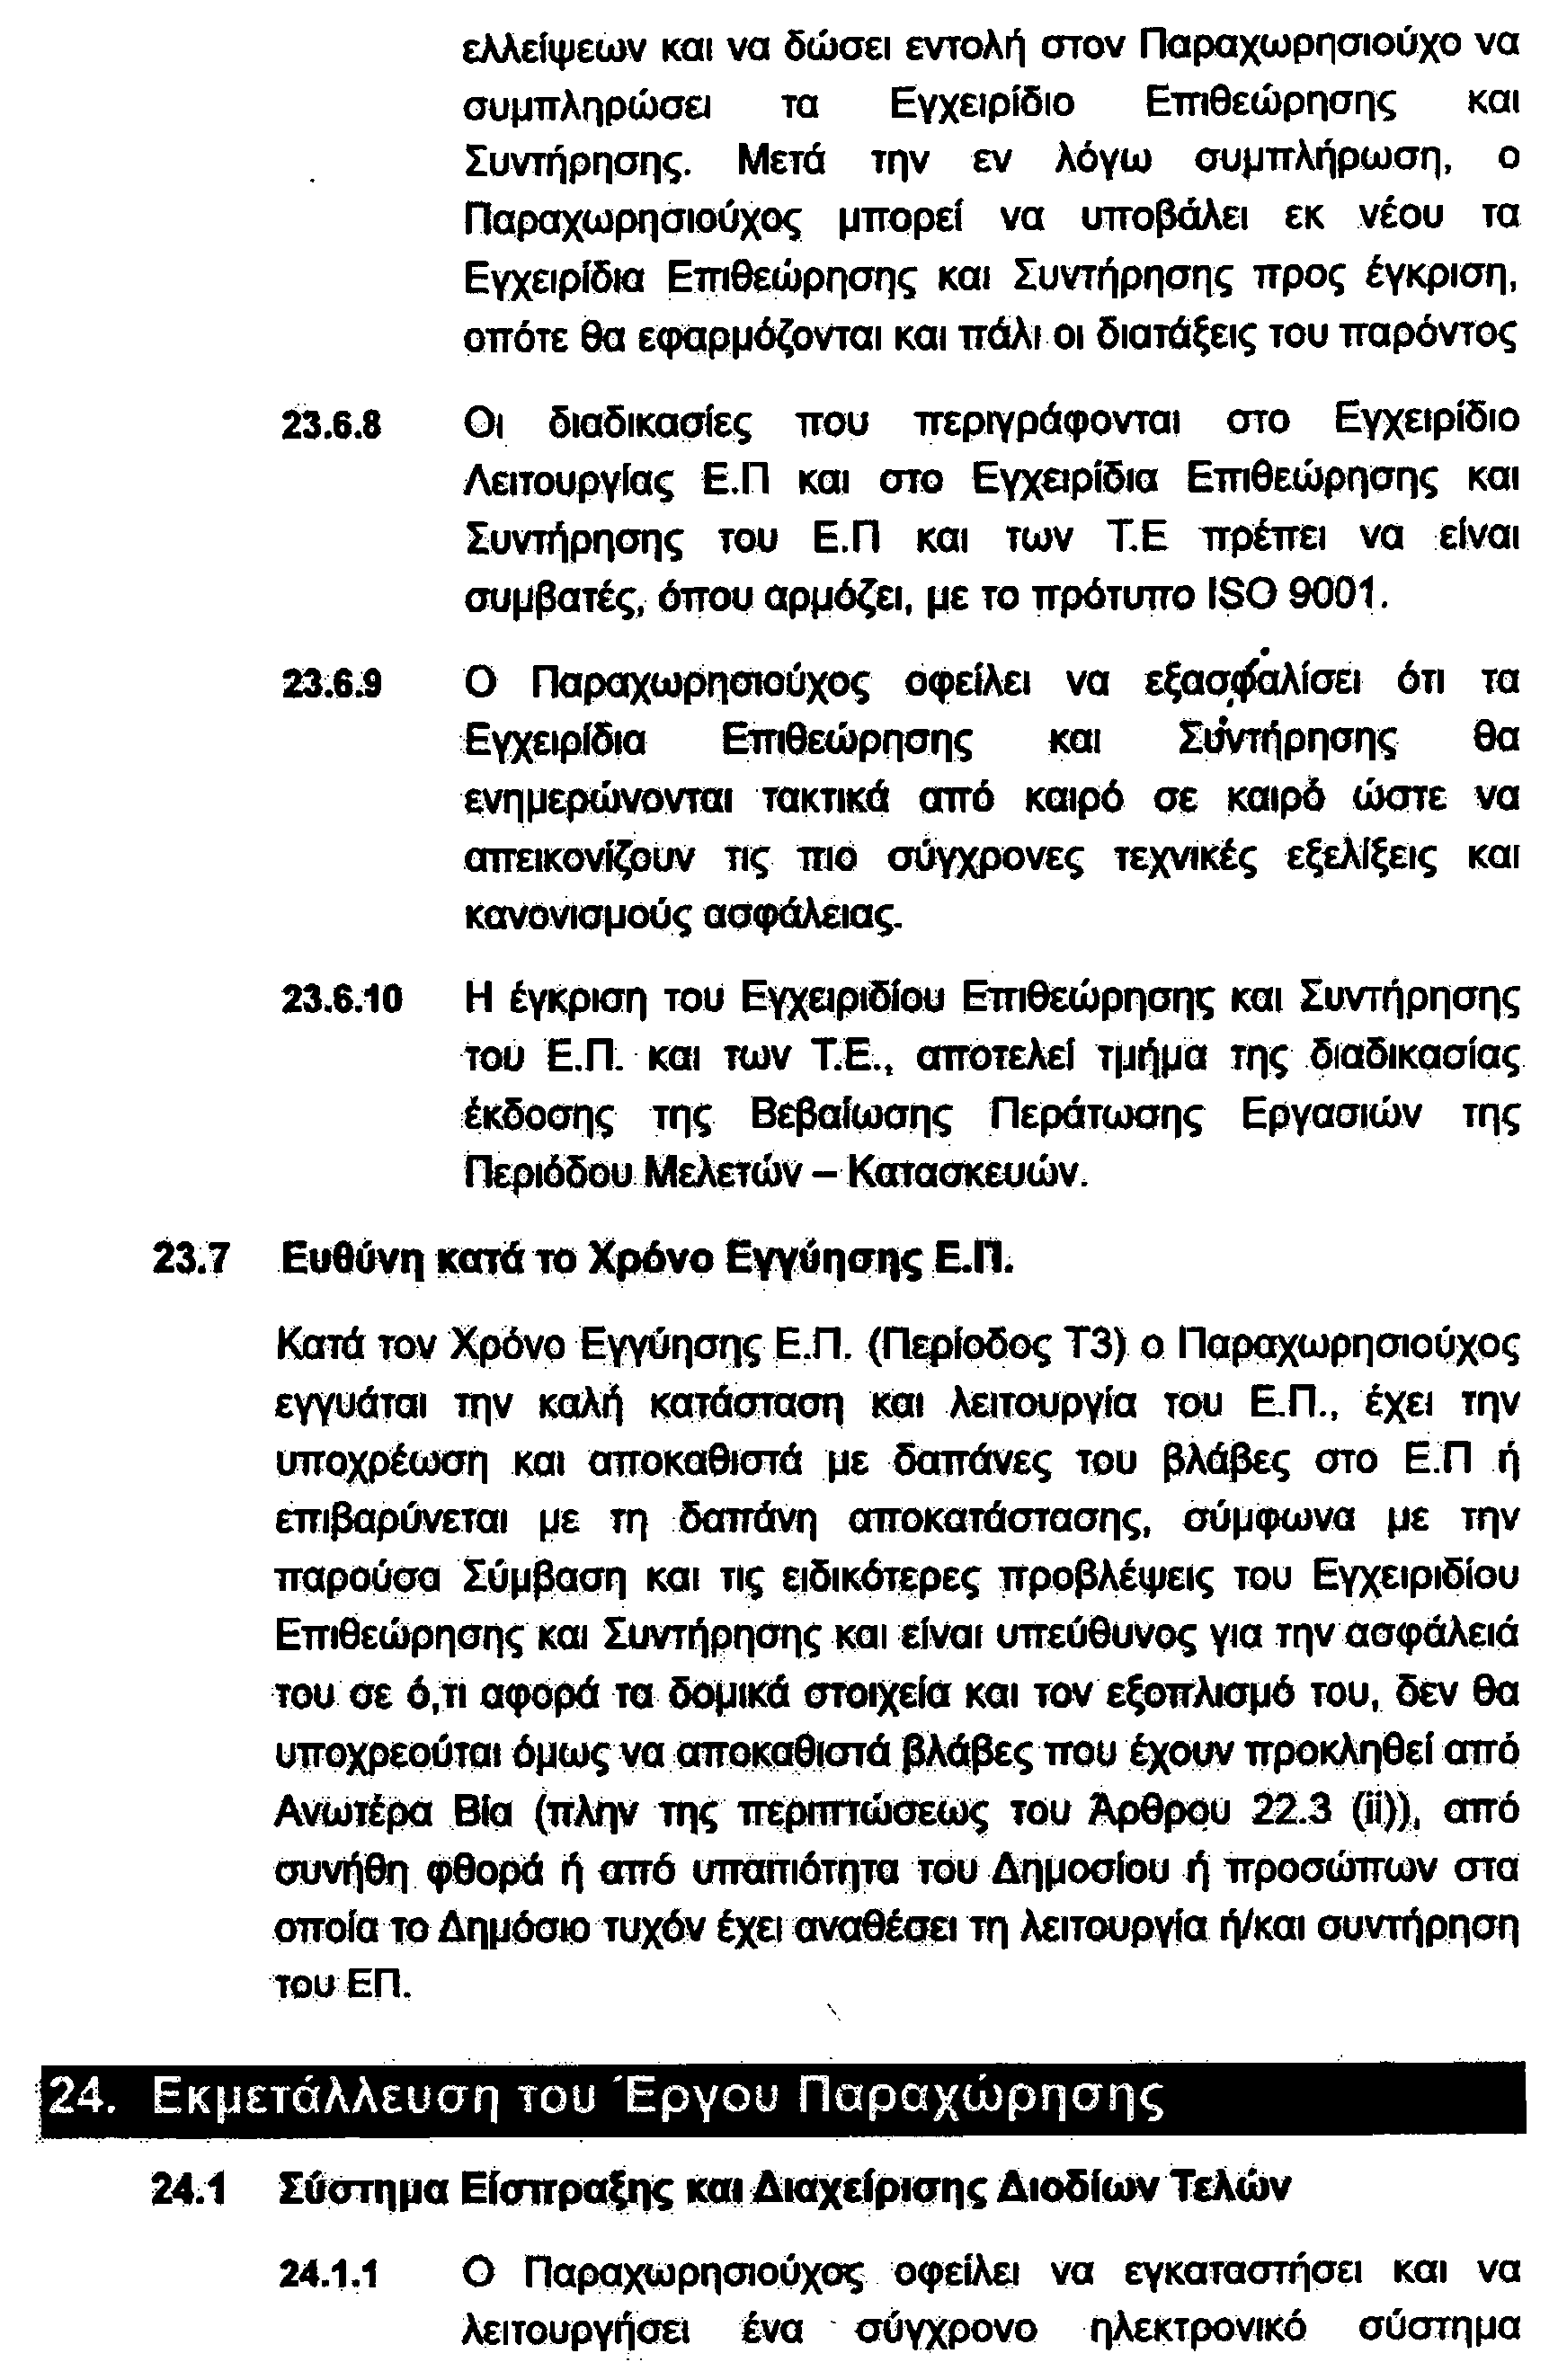 ελλείψεων και να δώσει εντολή στον Παραχωρησιούχο να
συμπληρώσει τα Εγχειρίδιο Επιθεώρησης και
Συντήρησης. Μετά την εν λόγω συμπλήρωση, ο
Παραχωρησιούχος μπορεί να υποβάλει εκ νέου τα
Εγχειρίδια Επιθεώρησης και Συντήρησης προς έγκριση,
οπότε θα εφαρμόζονται και πάλι οι διατάξεις του παρόντος
23.6.8 Οι διαδικασίες που περιγράφονται στο Εγχειρίδιο
Λειτουργίας Ε.Π και στο Εγχειρίδια Επιθεώρησης και
Συντήρησης του Ε.Π και των Τ.Ε πρέπει να είναι
συμβατές, όπου αρμόζει, με το πρότυπο ISO 9001.
23.6.9 Ο Παραχωρησιούχος οφείλει να εξασφαλίσει ότι τα
Εγχειρίδια Επιθεώρησης και Συντήρησης θα
ενημερώνονται τακτικά από καιρό σε καιρό ώστε να
απεικονίζουν τις πιο σύγχρονες τεχνικές εξελίξεις και
κανονισμούς ασφάλειας.
23.6.10 Η έγκριση του Εγχειριδίου Επιθεώρησης και Συντήρησης
του Ε.Π. και των Τ.Ε., αποτελεί τμήμα της διαδικασίας
έκδοσης της Βεβαίωσης Περάτωσης Εργασιών της
Περιόδου Μελετών – Κατασκευών.
23.7 Ευθύνη κατά το Χρόνο Εγγύησης Ε.Π.
Κατά τον Χρόνο Εγγύησης Ε.Π. (Περίοδος Τ3) ο Παραχωρησιούχος
εγγυάται την καλή κατάσταση και λειτουργία του Ε.Π., έχει την
υποχρέωση και αποκαθιστά με δαπάνες του βλάβες στο Ε.Π ή
επιβαρύνεται με τη δαπάνη αποκατάστασης, σύμφωνα με την
παρούσα Σύμβαση και τις ειδικότερες προβλέψεις του Εγχειριδίου
Επιθεώρησης και Συντήρησης και είναι υπεύθυνος για την ασφάλειά
του σε ό,τι αφορά τα δομικά στοιχεία και τον εξοπλισμό του, δεν θα
υποχρεούται όμως να αποκαθιστά βλάβες που έχουν προκληθεί από
Ανωτέρα Βία (πλην της περιπτώσεως του Άρθρου 22.3 (ii)), από
συνήθη φθορά ή από υπαιτιότητα του Δημοσίου ή προσώπων στα
οποία το Δημόσιο τυχόν έχει αναθέσει τη λειτουργία ή/και συντήρηση
του ΕΠ.
24. Εκμετάλλευση του Έργου Παραχώρησης
24.1 Σύστημα Είσπραξης και Διαχείρισης Διοδίων Τελών
24.1.1 Ο Παραχωρησιούχος οφείλει να εγκαταστήσει και να
λειτουργήσει ένα σύγχρονο ηλεκτρονικό σύστημα